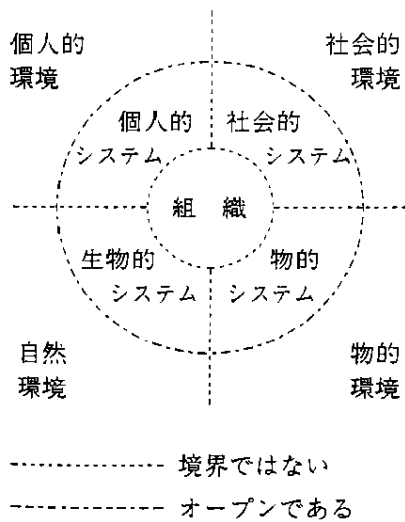 個人的
環境
社会的
環境
個人的
システム
社会的
システム
組 織
生物的
システム
物的
システム
自然
環境
物的
環境
境界ではない
オープンである